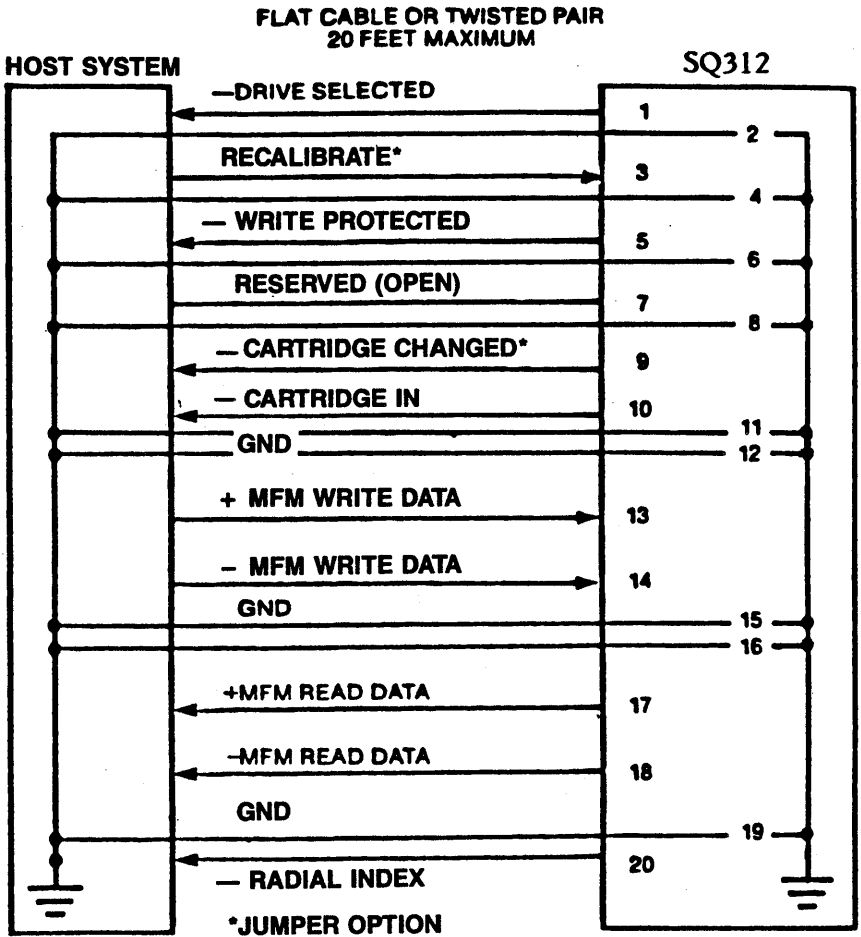 FLAT CABLE OR TWISTED PAIR
20 FEET MAXIMUM
HOST SYSTEM
SQ312
—DRIVE SELECTED
1
2
RECALIBRATE*
3
4
— WRITE PROTECTED
5
6
RESERVED (OPEN)
7
8
— CARTRIDGE CHANGED*
9
— CARTRIDGE IN
10
11
GND
12
+ MFM WRITE DATA
13
— MFM WRITE DATA
14
GND
15
16
+MFM READ DATA
17
—MFM READ DATA
18
GND
19
20
— RADIAL INDEX
*JUMPER OPTION